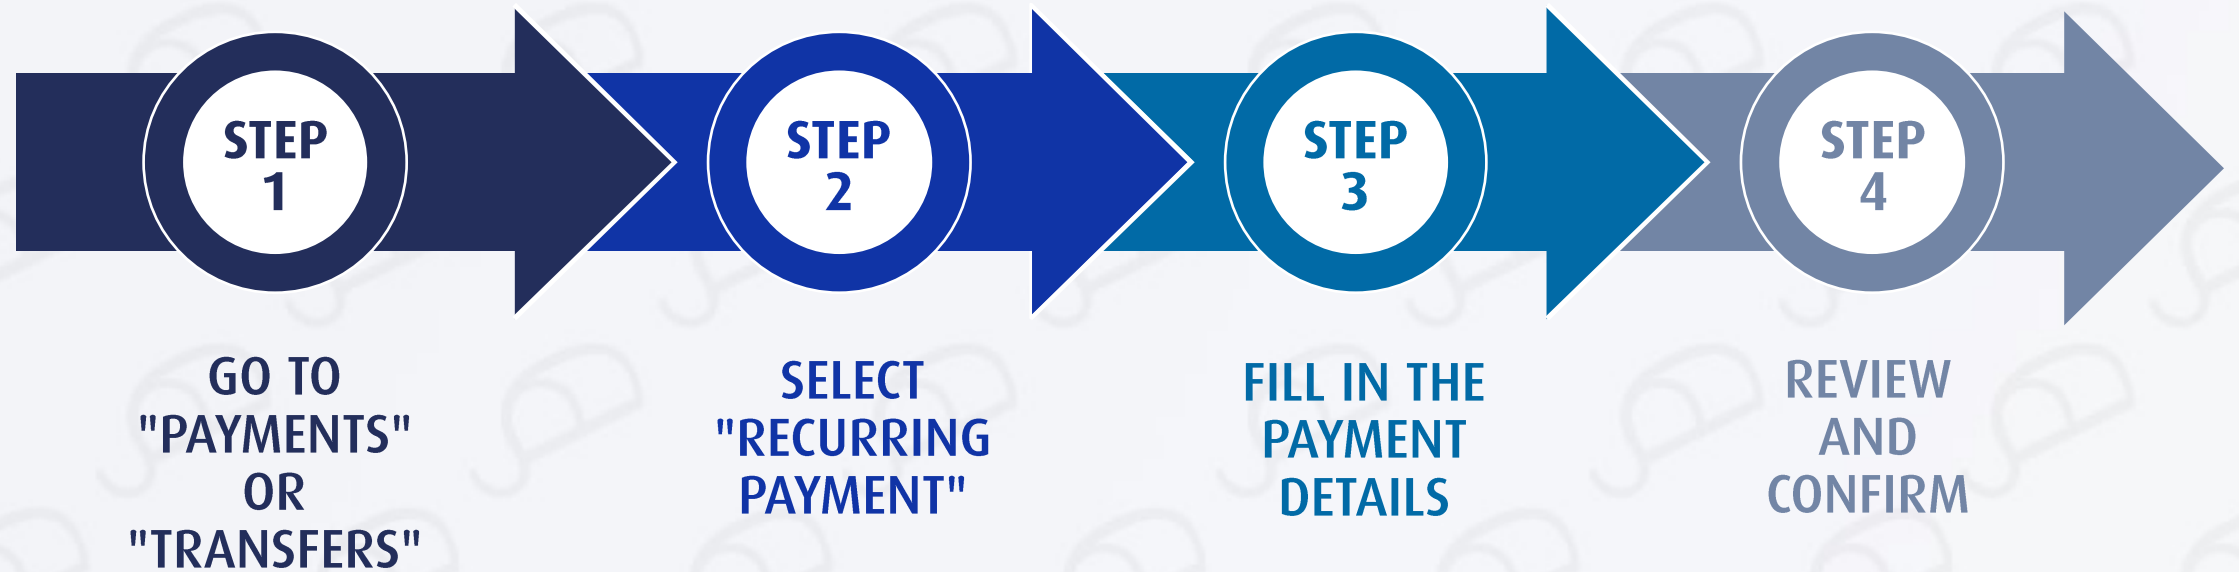 STEP
1
STEP
2
STEP
3
STEP
4
GO TO
"PAYMENTS"
OR
"TRANSFERS"
SELECT
"RECURRING
PAYMENT"
FILL IN THE
PAYMENT
DETAILS
REVIEW
AND
CONFIRM